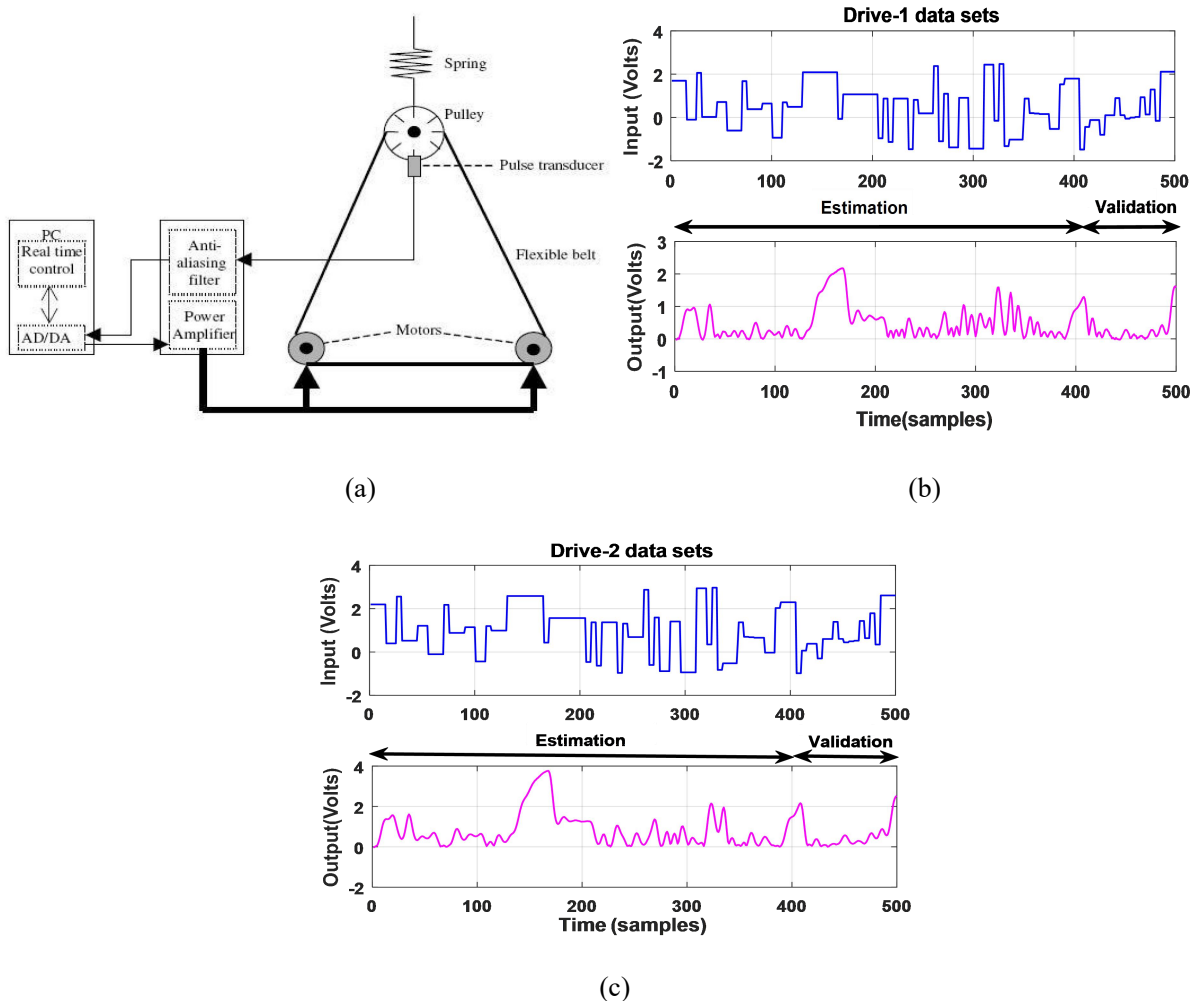 Spring
Pulley
Pulse transducer
PC
Real time
control
AD/DA
Anti-
aliasing
filter
Power
Amplifier
Flexible belt
Motors
(a)
Drive-1 data sets
Input (Volts)
4
2
0
-2
0 100 200 300 400 500
Estimation Validation
Output(Volts)
3
2
1
0
-1
0 100 200 300 400 500
Time(samples)
(b)
Drive-2 data sets
Input (Volts)
4
2
0
-2
0 100 200 300 400 500
Estimation Validation
Output(Volts)
4
2
0
-2
0 100 200 300 400 500
Time (samples)
(c)